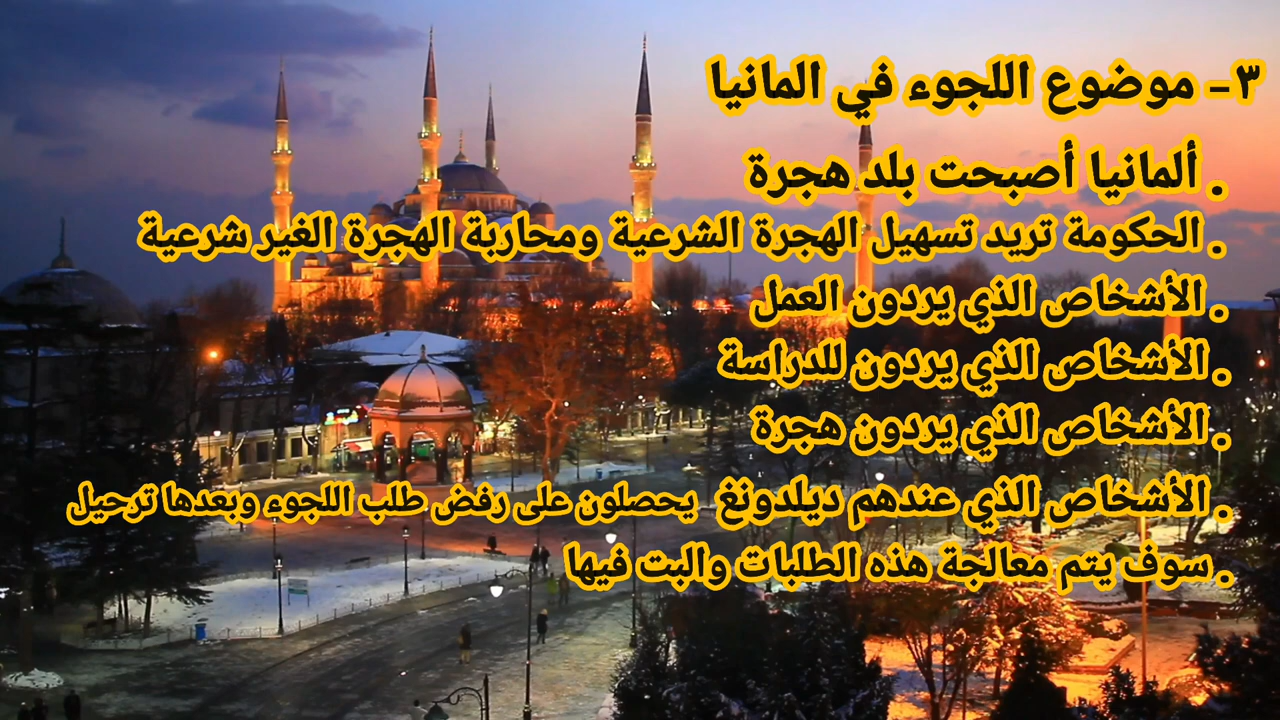 ٣- موضوع اللجوء في المانيا
. ألمانيا أصبحت بلد هجرة
. الحكومة تريد تسهيل الهجرة الشرعية ومحاربة الهجرة الغير شرعية
. الأشخاص الذي يردون العمل
. الأشخاص الذي يردون للدراسة
. الأشخاص الذي يردون هجرة
. الأشخاص الذي عندهم ديلدونغ يحصلون على رفض طلب اللجوء وبعدها ترحيل
. سوف يتم معالجة هذه الطلبات والبت فيها